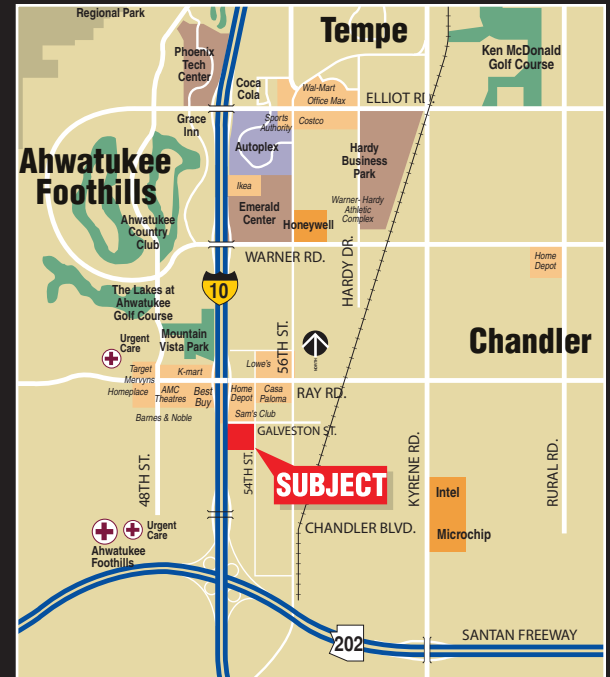 Regional Park
Tempe
Phoenix
Tech
Center
Ken McDonald
Golf Course
Coca
Cola
Wal-Mart
Office Max
ELLIOT RD.
Grace
Inn
Sports
Authority
Costco
Autoplex
Hardy
Business
Park
Ahwatukee
Foothills
Ikea
Emerald
Center
Honeywell
Warner- Hardy
Athletic
Complex
Ahwatukee
Country
Club
WARNER RD.
HARDY DR.
Home
Depot
10
The Lakes at
Ahwatukee
Golf Course
Urgent
Care
Mountain
Vista Park
56TH ST.
NORTH
Chandler
Lowe's
Target
Mervyns
K-mart
Homeplace
AMC
Theatres
Best
Buy
Home
Depot
Casa
Paloma
RAY RD.
Barnes & Noble
Sam's Club
GALVESTON ST.
48TH ST.
54TH ST.
SUBJECT
KYRENE RD.
RURAL RD.
Intel
Microchip
Urgent
Care
Ahwatukee
Foothills
CHANDLER BLVD.
202
SANTAN FREEWAY